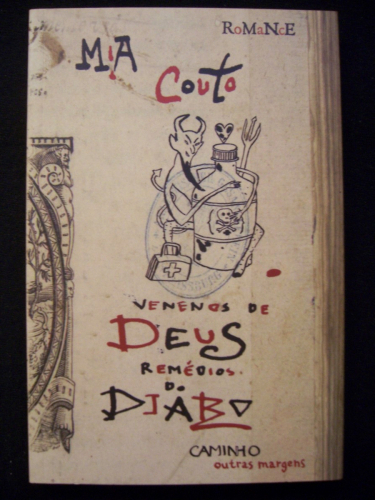 RoMaNcE
MiA
Couto
VENENOS DE
DEUS
REMÉDIOS
DO
DIABO
CAMINHO
outras margens